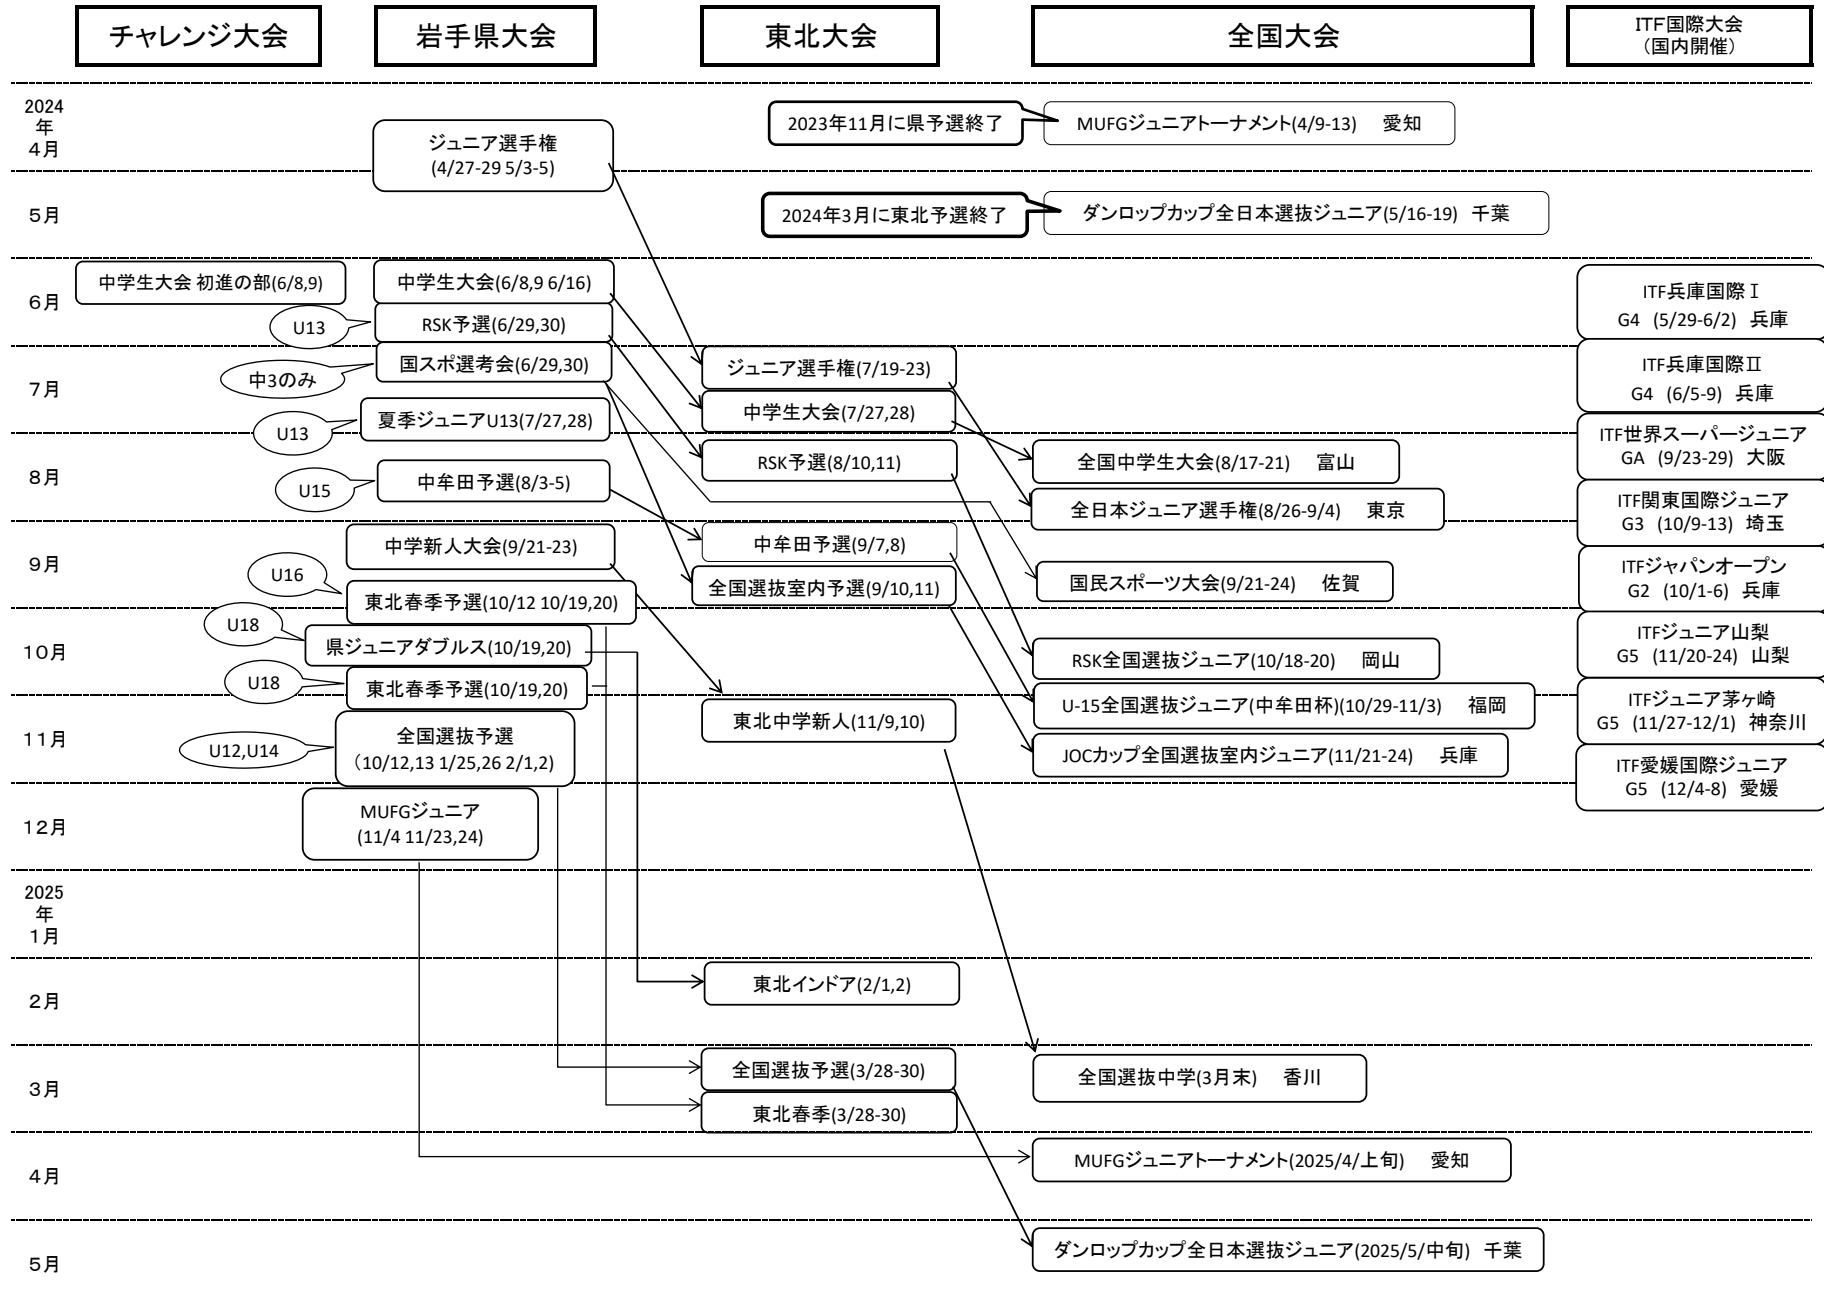 チャレンジ大会
岩手県大会
東北大会
全国大会
ITF国際大会
（国内開催）
2024
年
4月
ジュニア選手権
(4/27-29 5/3-5)
2023年11月に県予選終了
MUFGジュニアトーナメント(4/9-13)　愛知
5月
2024年3月に東北予選終了
ダンロップカップ全日本選抜ジュニア(5/16-19)　千葉
6月
中学生大会 初進の部(6/8,9)
中学生大会(6/8,9 6/16)
U13
RSK予選(6/29,30)
ITF兵庫国際Ⅰ
G4 (5/29-6/2) 兵庫
7月
中3のみ
国スポ選考会(6/29,30)
U13
夏季ジュニアU13(7/27,28)
ジュニア選手権(7/19-23)
中学生大会(7/27,28)
ITF兵庫国際Ⅱ
G4 (6/5-9) 兵庫
8月
U15
中牟田予選(8/3-5)
RSK予選(8/10,11)
全国中学生大会(8/17-21)　富山
全日本ジュニア選手権(8/26-9/4)　東京
ITF世界スーパージュニア
GA (9/23-29) 大阪
ITF関東国際ジュニア
G3 (10/9-13) 埼玉
9月
中学新人大会(9/21-23)
U16
東北春季予選(10/12 10/19,20)
中牟田予選(9/7,8)
全国選抜室内予選(9/10,11)
国民スポーツ大会(9/21-24)　佐賀
ITFジャパンオープン
G2 (10/1-6) 兵庫
10月
U18
県ジュニアダブルス(10/19,20)
U18
東北春季予選(10/19,20)
RSK全国選抜ジュニア(10/18-20)　岡山
U-15全国選抜ジュニア(中牟田杯)(10/29-11/3)　福岡
ITFジュニア山梨
G5 (11/20-24) 山梨
11月
U12,U14
全国選抜予選
（10/12,13 1/25,26 2/1,2)
東北中学新人(11/9,10)
JOCカップ全国選抜室内ジュニア(11/21-24)　兵庫
ITFジュニア茅ヶ崎
G5 (11/27-12/1) 神奈川
ITF愛媛国際ジュニア
G5 (12/4-8) 愛媛
12月
MUFGジュニア
(11/4 11/23,24)
2025
年
1月
2月
東北インドア(2/1,2)
3月
全国選抜予選(3/28-30)
東北春季(3/28-30)
全国選抜中学(3月末)　香川
4月
MUFGジュニアトーナメント(2025/4/上旬)　愛知
5月
ダンロップカップ全日本選抜ジュニア(2025/5/中旬)　千葉